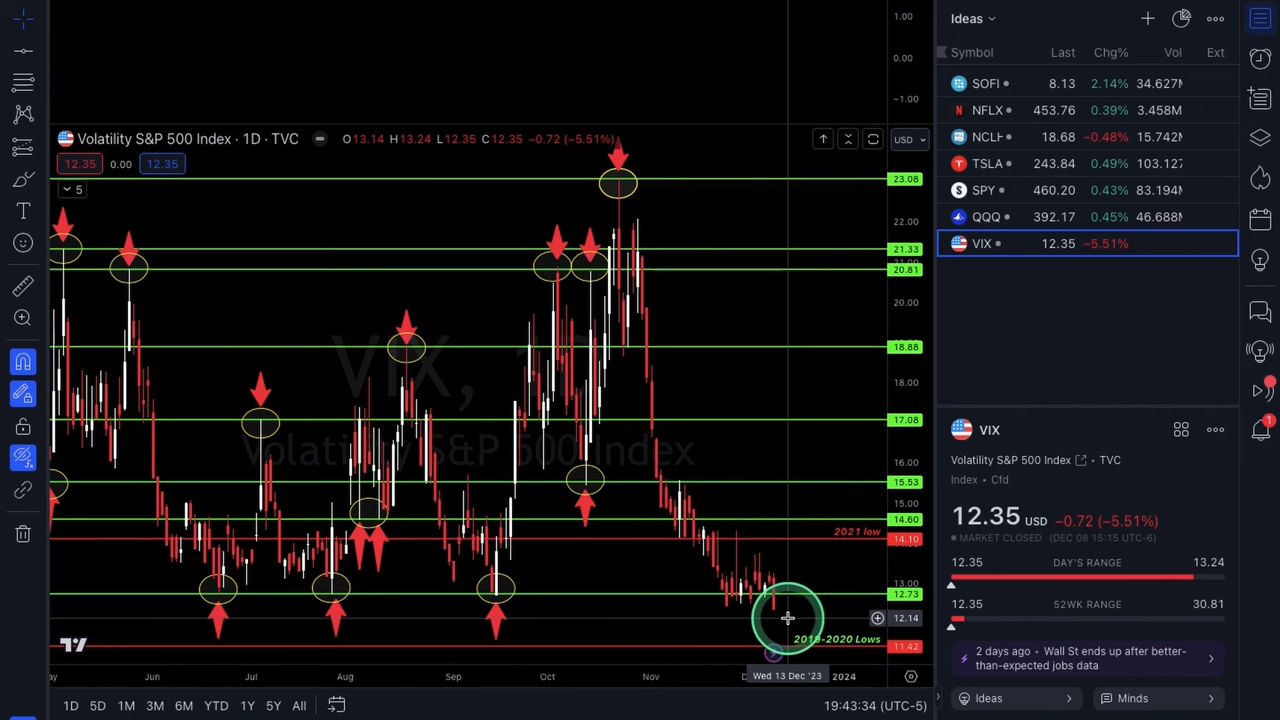 1.00
0.00
−1.00
Volatility S&P 500 Index · 1D · TVC
O13.14 H13.24 L12.35 C12.35 −0.72 (−5.51%)
USD
12.35 0.00 12.35
5
23.08
22.00
21.33
21.00
20.81
20.00
18.88
18.00
17.08
16.00
15.53
15.00
14.60
2021 low 14.10
13.00
12.73
12.14
2019-2020 Lows
11.42
VIX, 1D
Volatility S&P 500 Index
ay Jun Jul Aug Sep Oct Nov Wed 13 Dec '23 2024
1D 5D 1M 3M 6M YTD 1Y 5Y All
19:43:34 (UTC-5)
Ideas
Symbol Last Chg% Vol Ext
SOFI 8.13 2.14% 34.627M
NFLX 453.76 0.39% 3.458M
NCLH 18.68 −0.48% 15.742M
TSLA 243.84 0.49% 103.127
SPY 460.20 0.43% 83.194M
QQQ 392.17 0.45% 46.688M
VIX 12.35 −5.51%
VIX
Volatility S&P 500 Index · TVC
Index · Cfd
12.35 USD −0.72 (−5.51%)
MARKET CLOSED (DEC 08 15:15 UTC-6)
12.35 DAY'S RANGE 13.24
12.35 52WK RANGE 30.81
2 days ago · Wall St ends up after better-
than-expected jobs data
Ideas
Minds
1